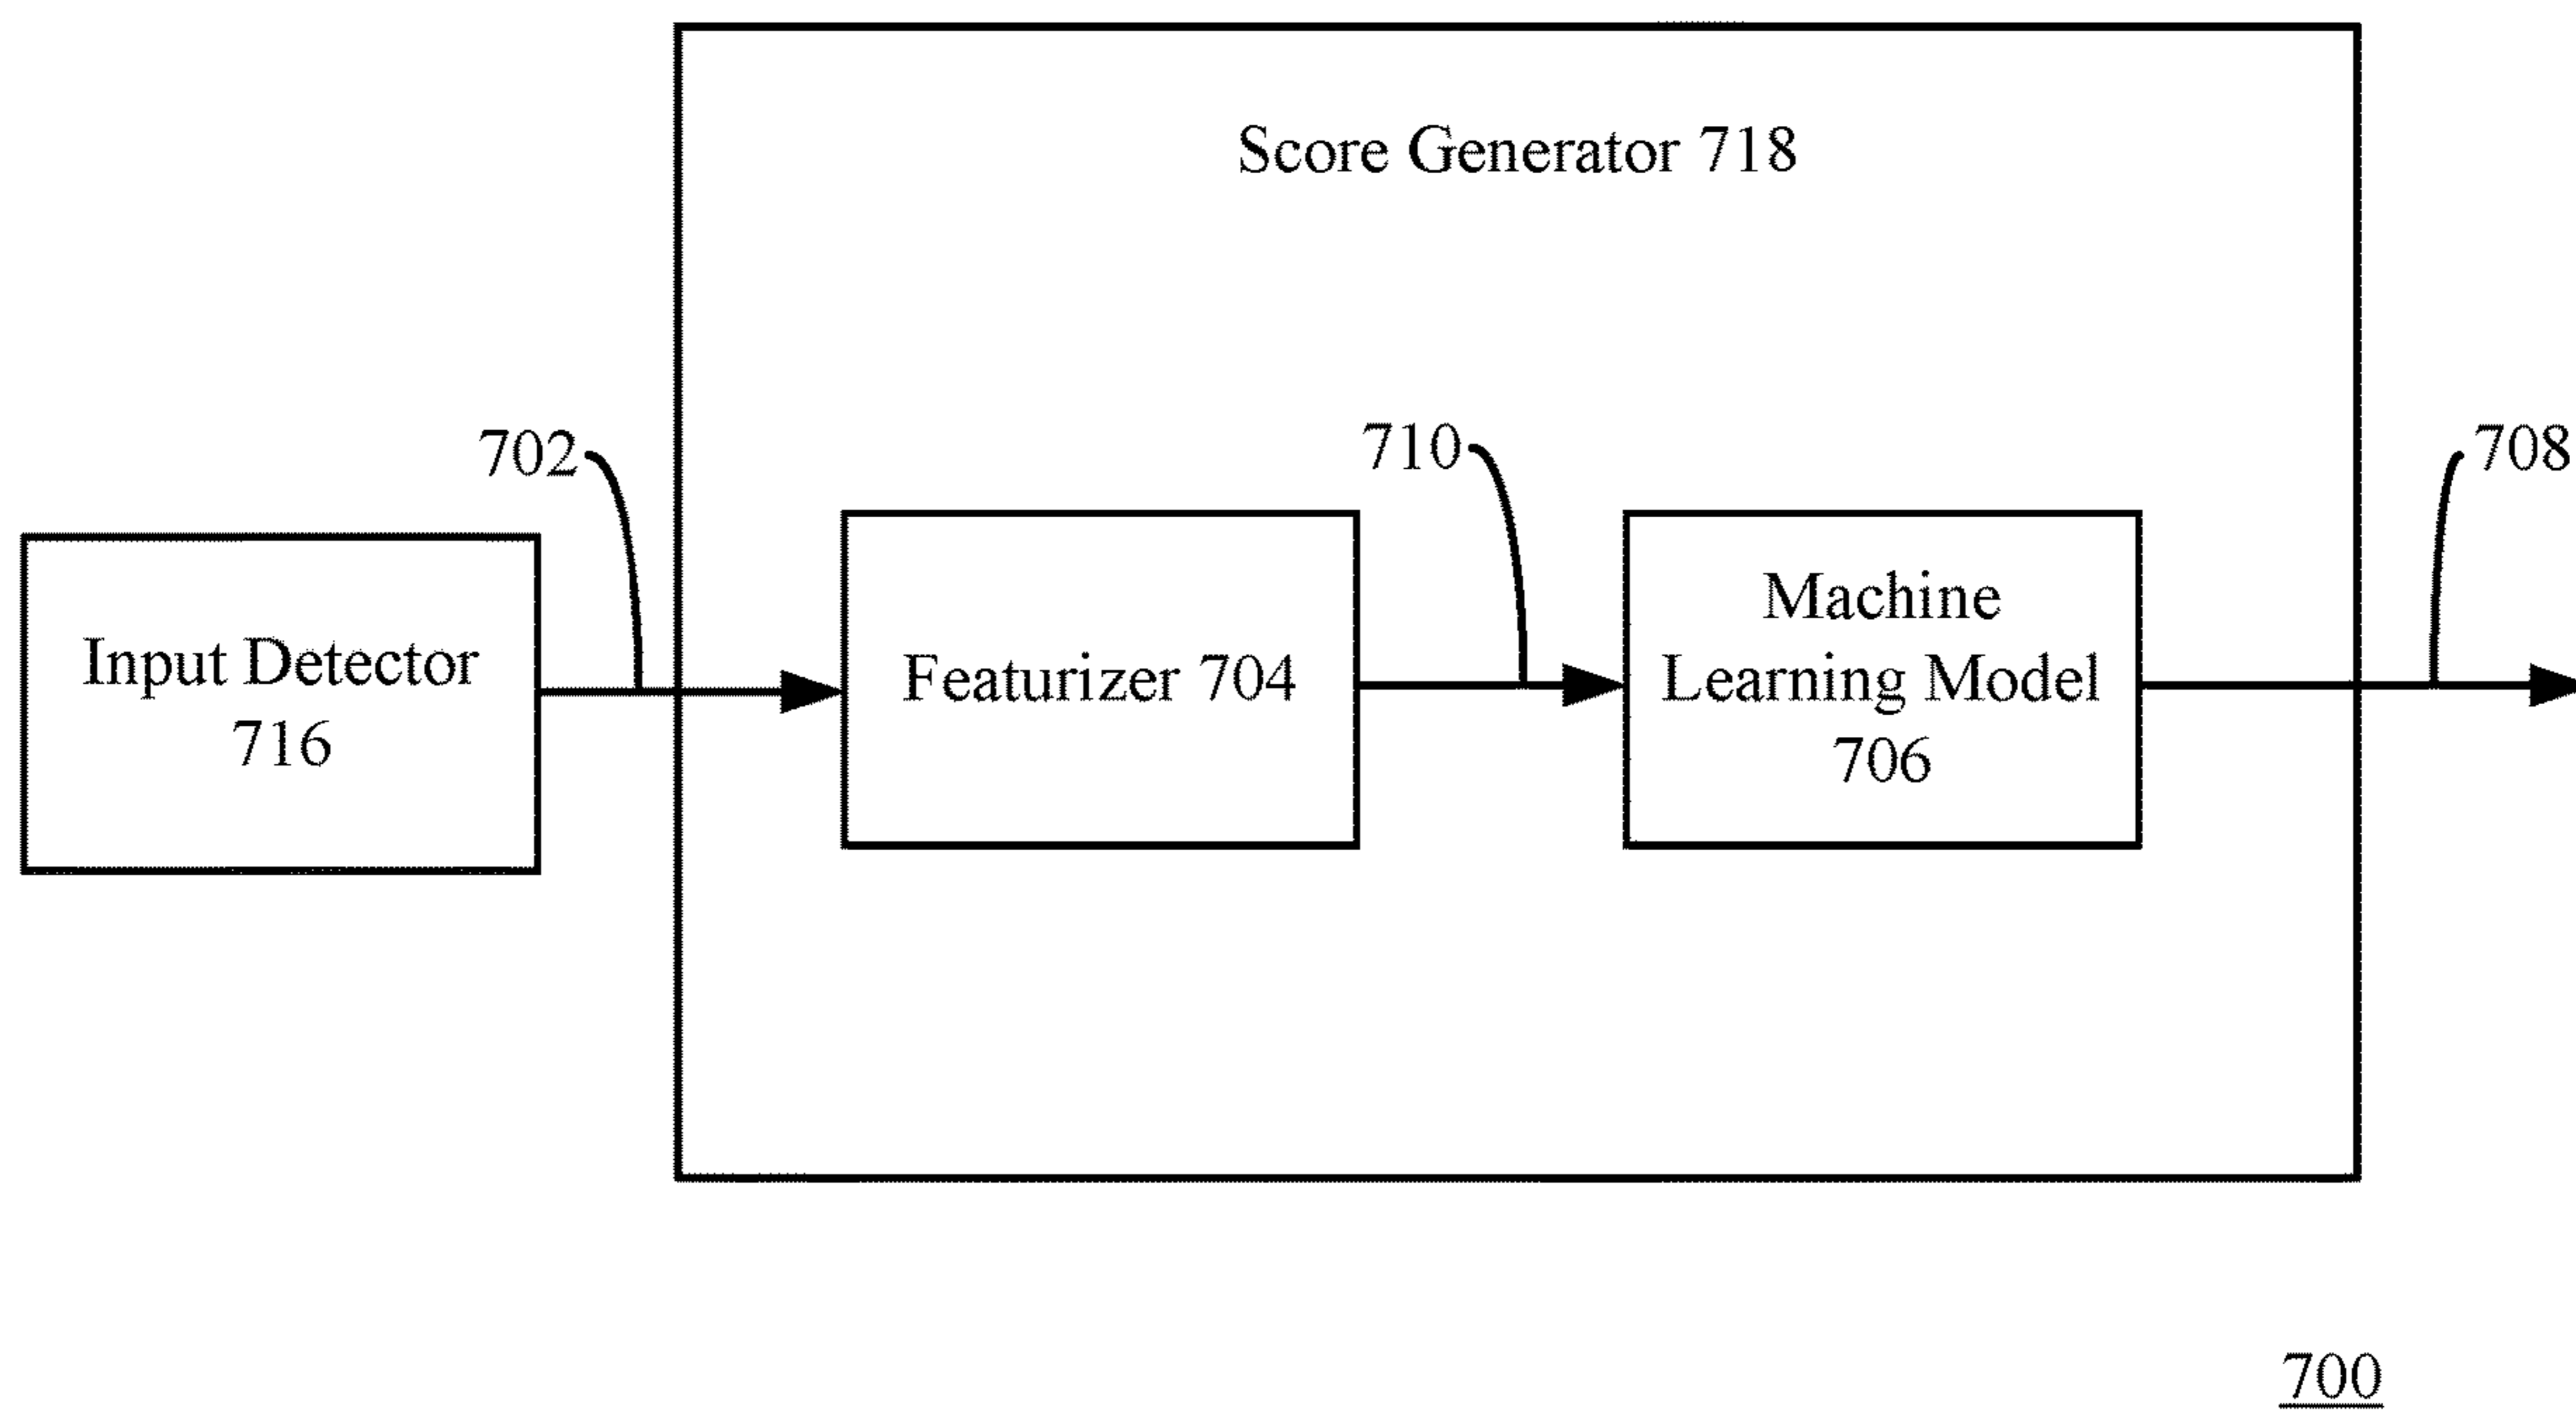 Score Generator 718
702
710
708
Input Detector
716
Featurizer 704
Machine
Learning Model
706
700